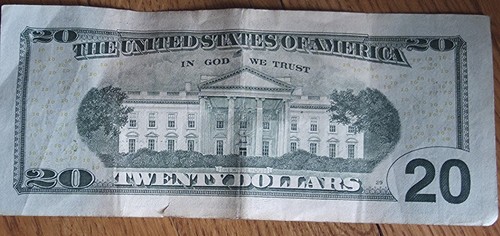 20 THE UNITED STATES OF AMERICA 20
IN GOD WE TRUST
20 TWENTY DOLLARS 20